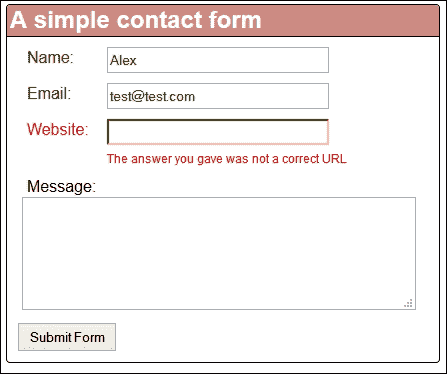 A simple contact form
Name: Alex
Email: test@test.com
Website:
The answer you gave was not a correct URL
Message:
Submit Form